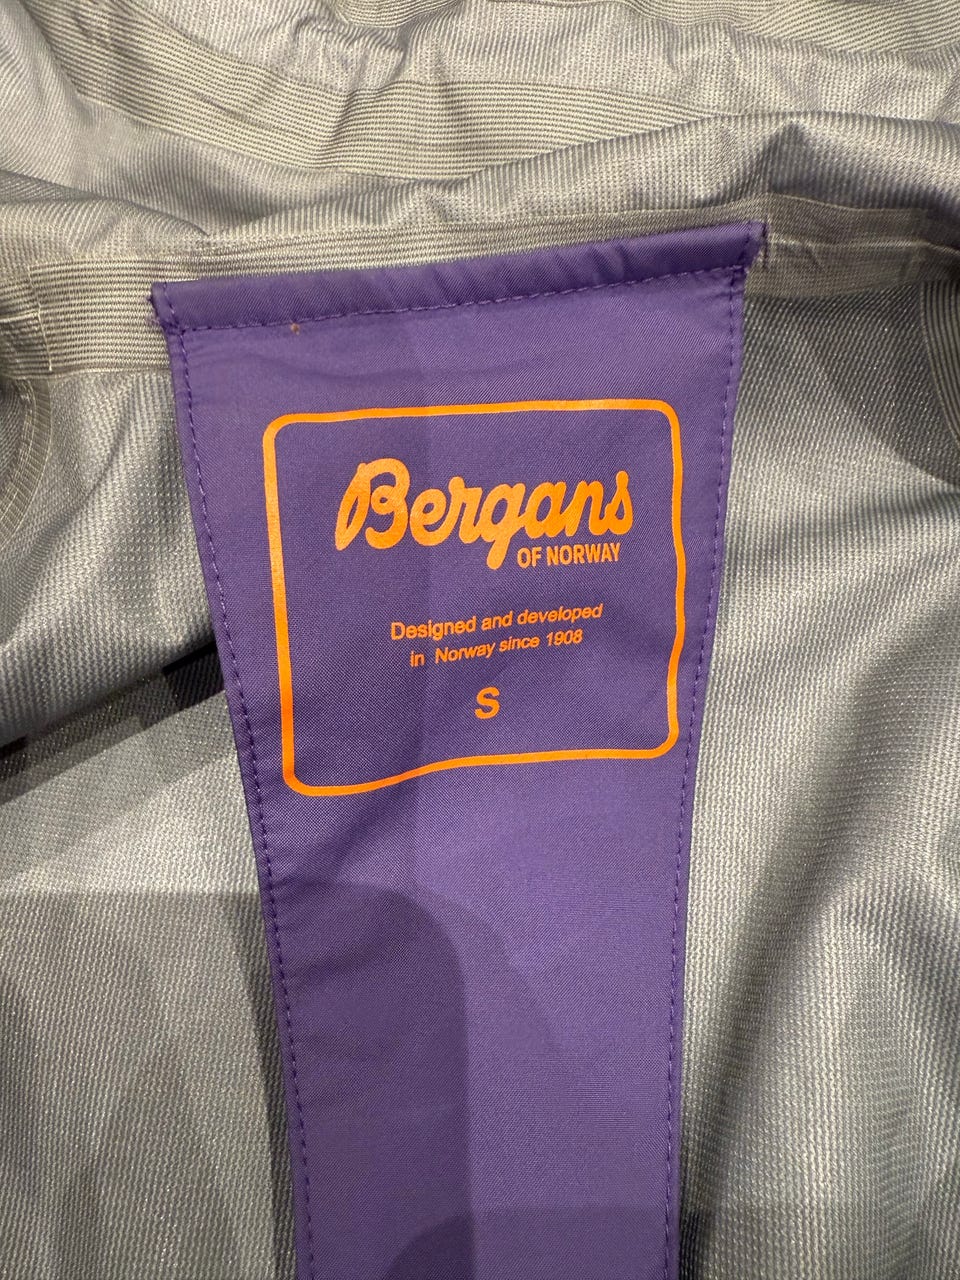 Bergans
OF NORWAY
Designed and developed
in Norway since 1908
S